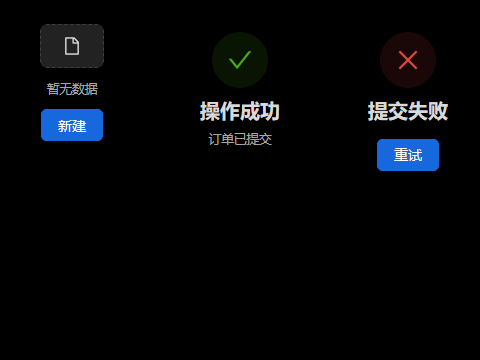 暂无数据
新建
操作成功
订单已提交
提交失败
重试